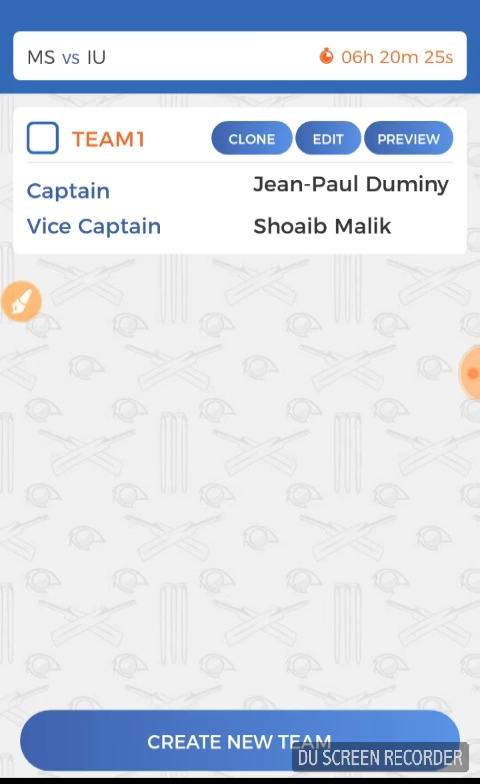 MS vs IU 06h 20m 25s
TEAM1 CLONE EDIT PREVIEW
Captain Jean-Paul Duminy
Vice Captain Shoaib Malik
CREATE NEW TEAM
DU SCREEN RECORDER